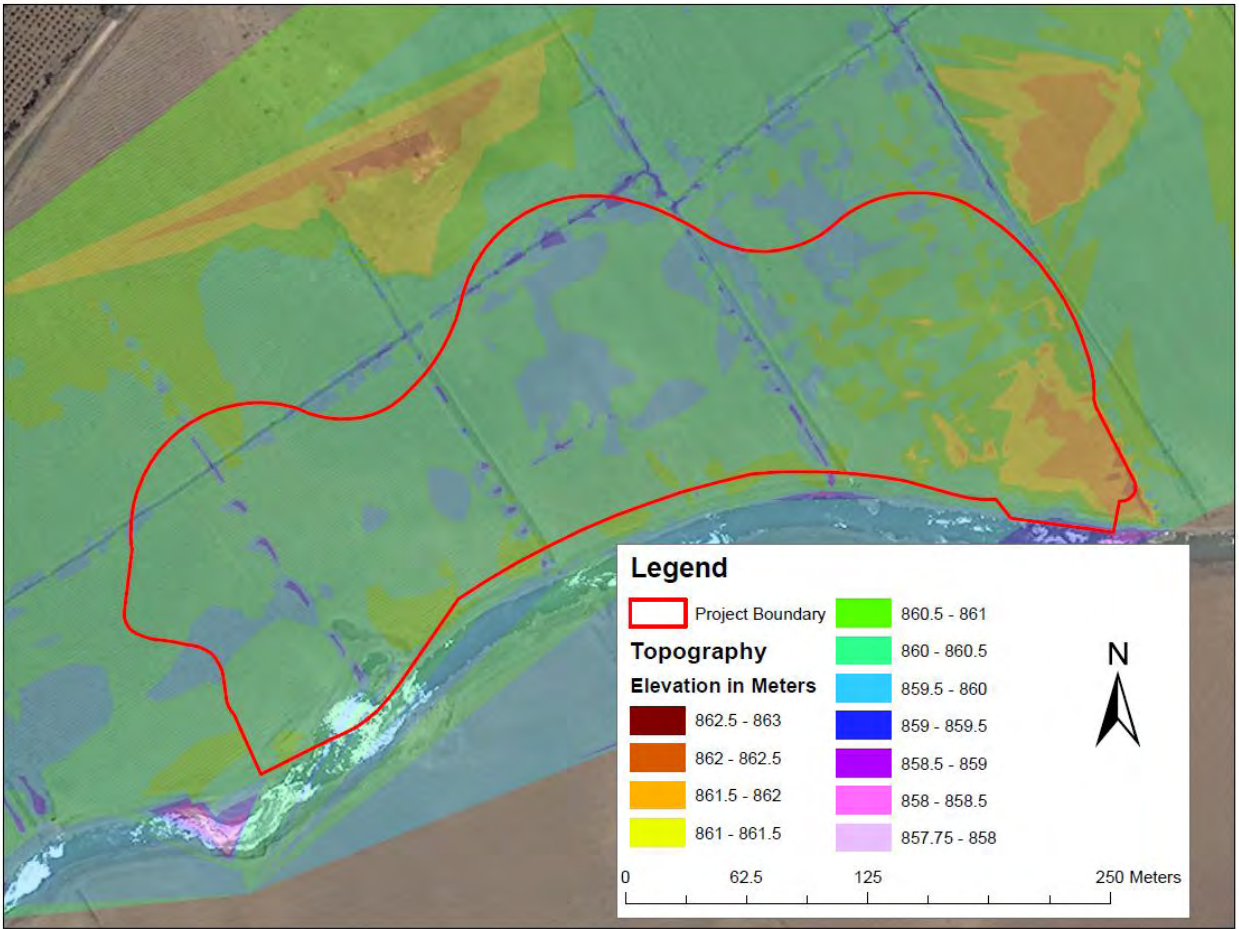 Legend
Project Boundary
Topography
Elevation in Meters
862.5 - 863
862 - 862.5
861.5 - 862
861 - 861.5
860.5 - 861
860 - 860.5
859.5 - 860
859 - 859.5
858.5 - 859
858 - 858.5
857.75 - 858
N
0 62.5 125 250 Meters